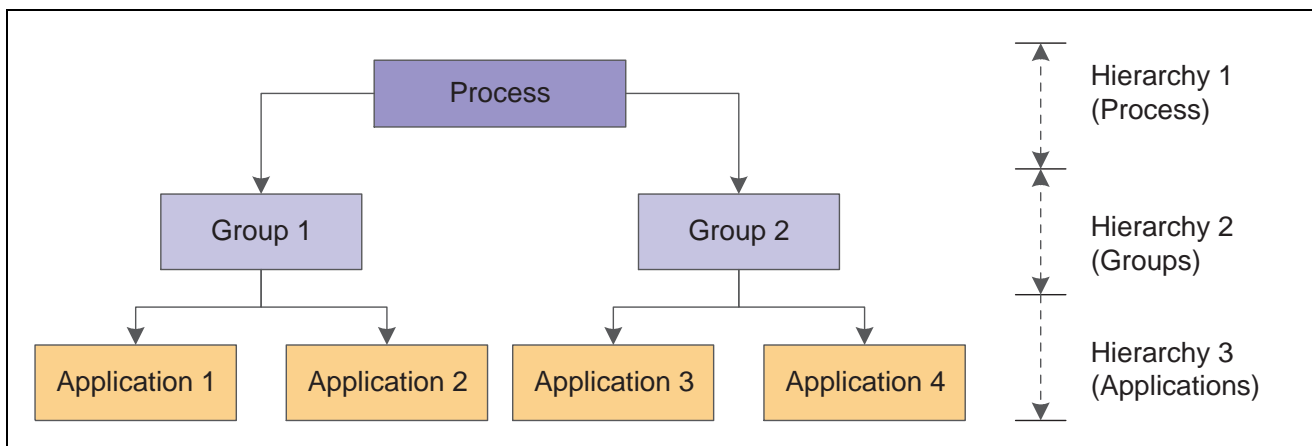 Process
Hierarchy 1
(Process)
Group 1
Group 2
Hierarchy 2
(Groups)
Application 1
Application 2
Application 3
Application 4
Hierarchy 3
(Applications)